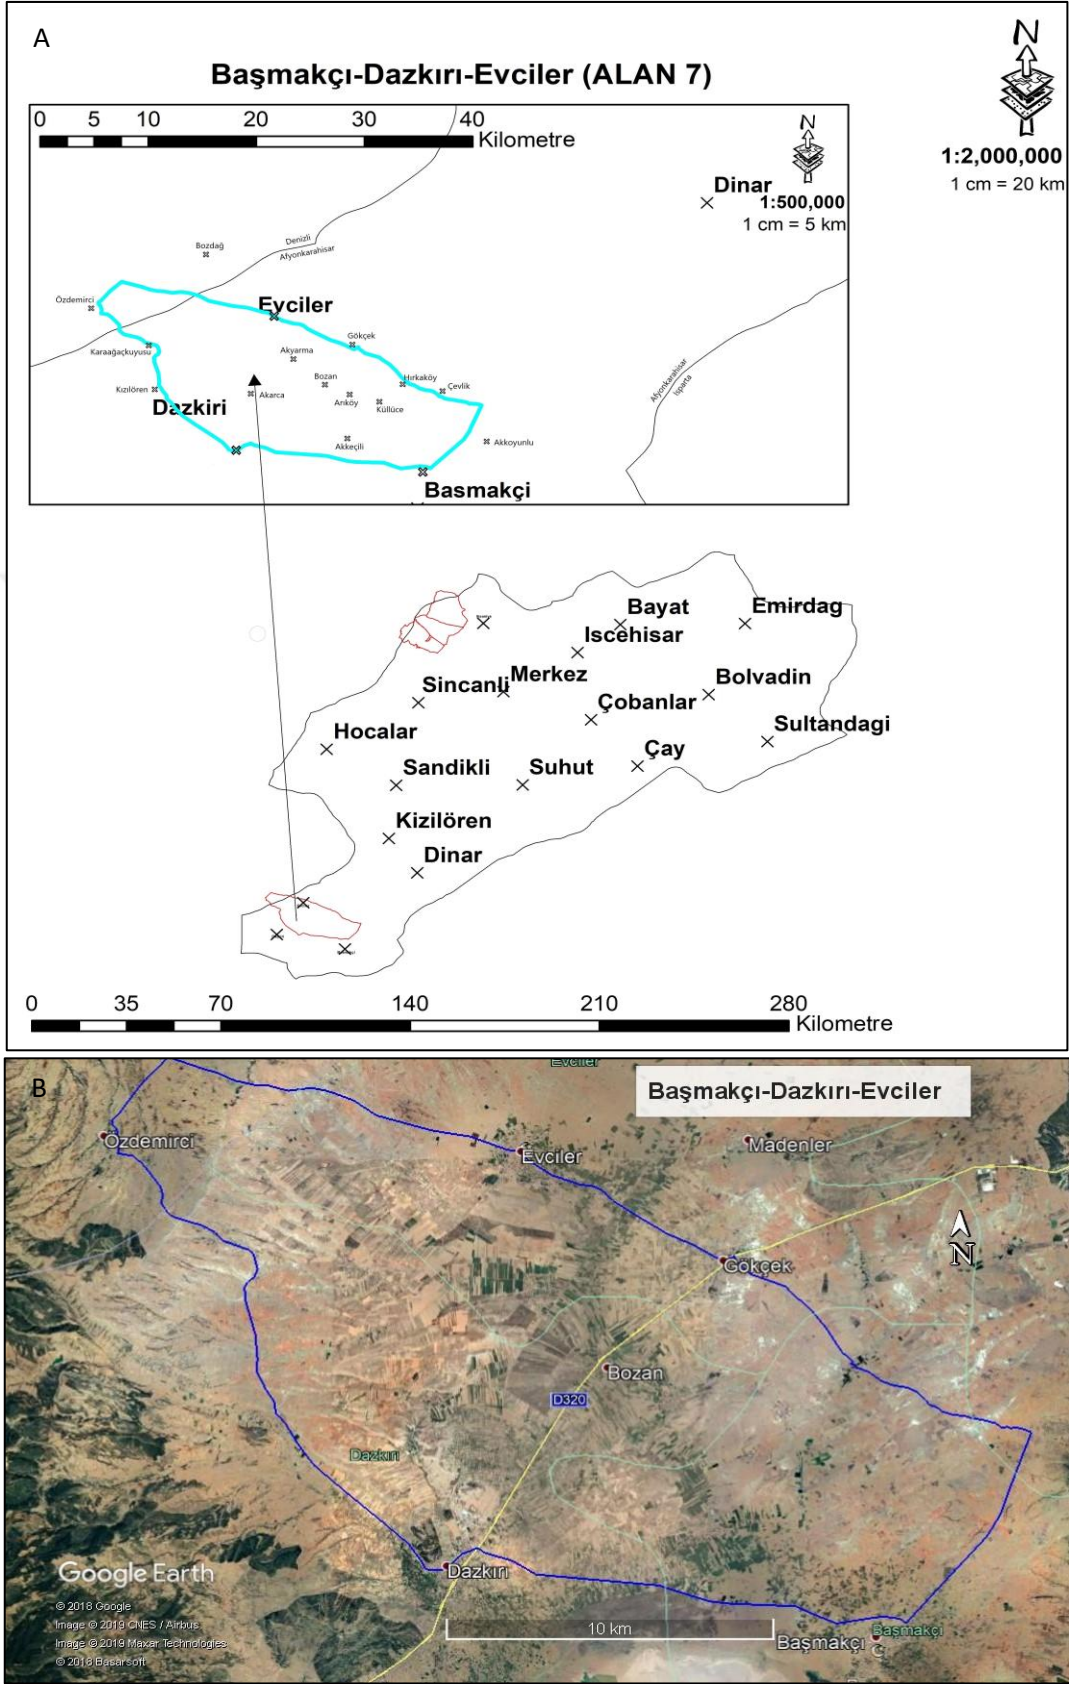 A
Başmakçı-Dazkırı-Evciler (ALAN 7)
N
1:2,000,000
1 cm = 20 km
0 5 10 20 30 40
Kilometre
N
Dinar
1:500,000
1 cm = 5 km
Bozdağ
Denizli
Afyonkarahisar
Özdemirci
Evciler
Karaağaçkuyusu
Gökçek
Akyarma
Afyonkarahisar
Isparta
Kızılören
Bozan
Hırkaköy
Çevlik
Akarca
Arıköy
Küllüce
Dazkiri
Akkeçili
Akkoyunlu
Basmakçi
Bayat
Emirdag
Iscehisar
Merkez
Sincanli
Bolvadin
Çobanlar
Hocalar
Sultandagi
Çay
Sandikli
Suhut
Kizilören
Dinar
0 35 70 140 210 280
Kilometre
B
Evciler
Başmakçı-Dazkırı-Evciler
Özdemirci
Madenler
Evciler
N
Gökçek
Bozan
D320
Dazkırı
Google Earth
Dazkırı
© 2018 Google
Image © 2019 CNES / Airbus
Image © 2019 Maxar Technologies
© 2018 Basarsoft
10 km
Başmakçı
Başmakçı